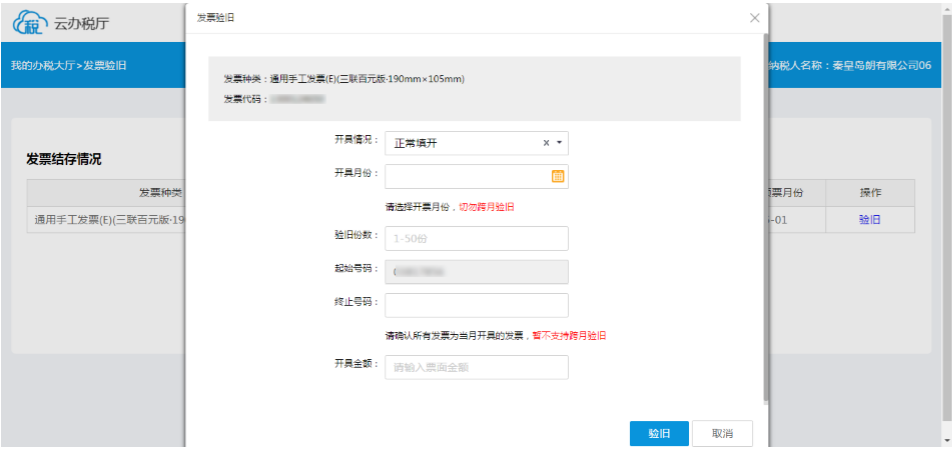 税 云办税厅
我的办税大厅>发票验旧
纳税人名称：秦皇岛朗有限公司06
发票验旧
发票种类：通用手工发票(E)(三联百元版-190mm×105mm)
发票代码：
开具情况： 正常填开 x
开具月份：
请选择开票月份，切勿跨月验旧
验旧份数： 1-50份
起始号码：
终止号码：
请确认所有发票为当月开具的发票，暂不支持跨月验旧
开具金额： 请输入票面金额
验旧 取消
发票结存情况
发票种类 票月份 操作
通用手工发票(E)(三联百元版-19 -01 验旧